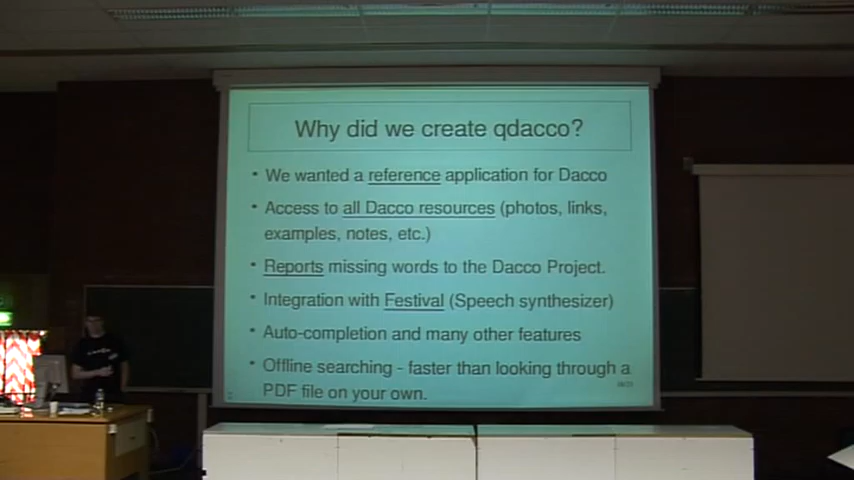 Why did we create qdacco?
• We wanted a reference application for Dacco
• Access to all Dacco resources (photos, links,
examples, notes, etc.)
• Reports missing words to the Dacco Project.
• Integration with Festival (Speech synthesizer)
• Auto-completion and many other features
• Offline searching - faster than looking through a
PDF file on your own.